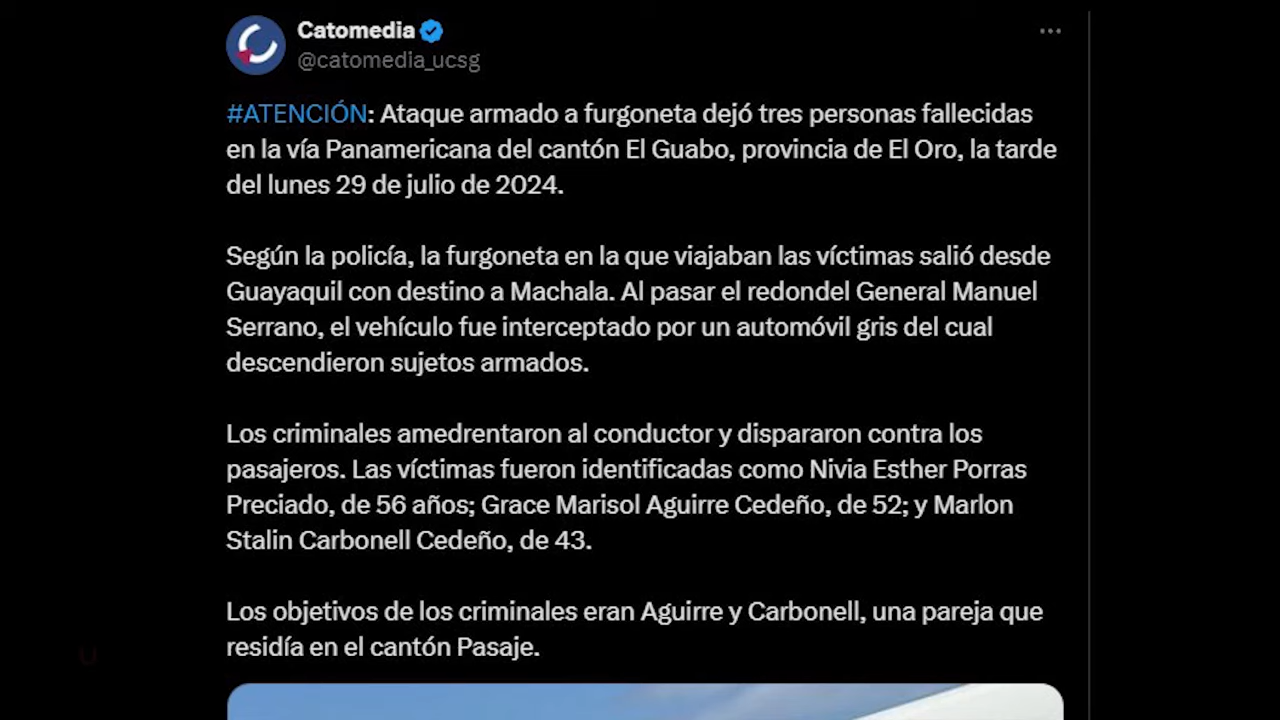 Catomedia
@catomedia_ucsg
#ATENCIÓN: Ataque armado a furgoneta dejó tres personas fallecidas
en la vía Panamericana del cantón El Guabo, provincia de El Oro, la tarde
del lunes 29 de julio de 2024.
Según la policía, la furgoneta en la que viajaban las víctimas salió desde
Guayaquil con destino a Machala. Al pasar el redondel General Manuel
Serrano, el vehículo fue interceptado por un automóvil gris del cual
descendieron sujetos armados.
Los criminales amedrentaron al conductor y dispararon contra los
pasajeros. Las víctimas fueron identificadas como Nivia Esther Porras
Preciado, de 56 años; Grace Marisol Aguirre Cedeño, de 52; y Marlon
Stalin Carbonell Cedeño, de 43.
Los objetivos de los criminales eran Aguirre y Carbonell, una pareja que
residía en el cantón Pasaje.
U